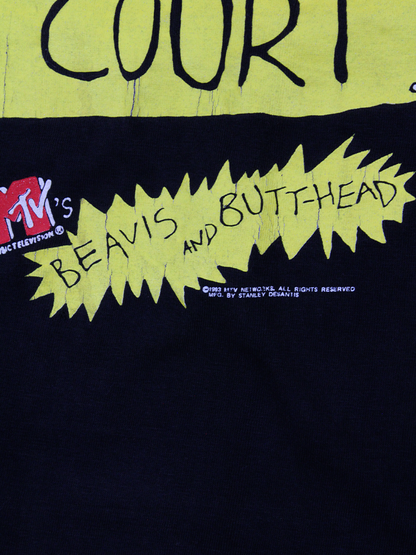 COURT
MTV'S
MUSIC TELEVISION®
BEAVIS AND BUTT-HEAD
©1993 MTV NETWORKS. ALL RIGHTS RESERVED
MFG. BY STANLEY DESANTIS